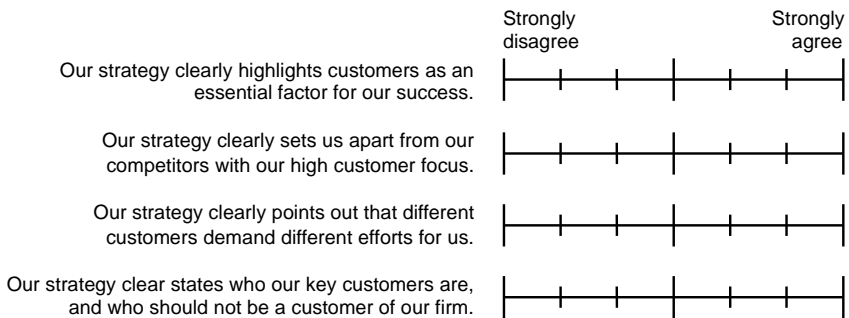 Strongly disagree
Strongly agree
Our strategy clearly highlights customers as an
essential factor for our success.
Our strategy clearly sets us apart from our
competitors with our high customer focus.
Our strategy clearly points out that different
customers demand different efforts for us.
Our strategy clear states who our key customers are,
and who should not be a customer of our firm.